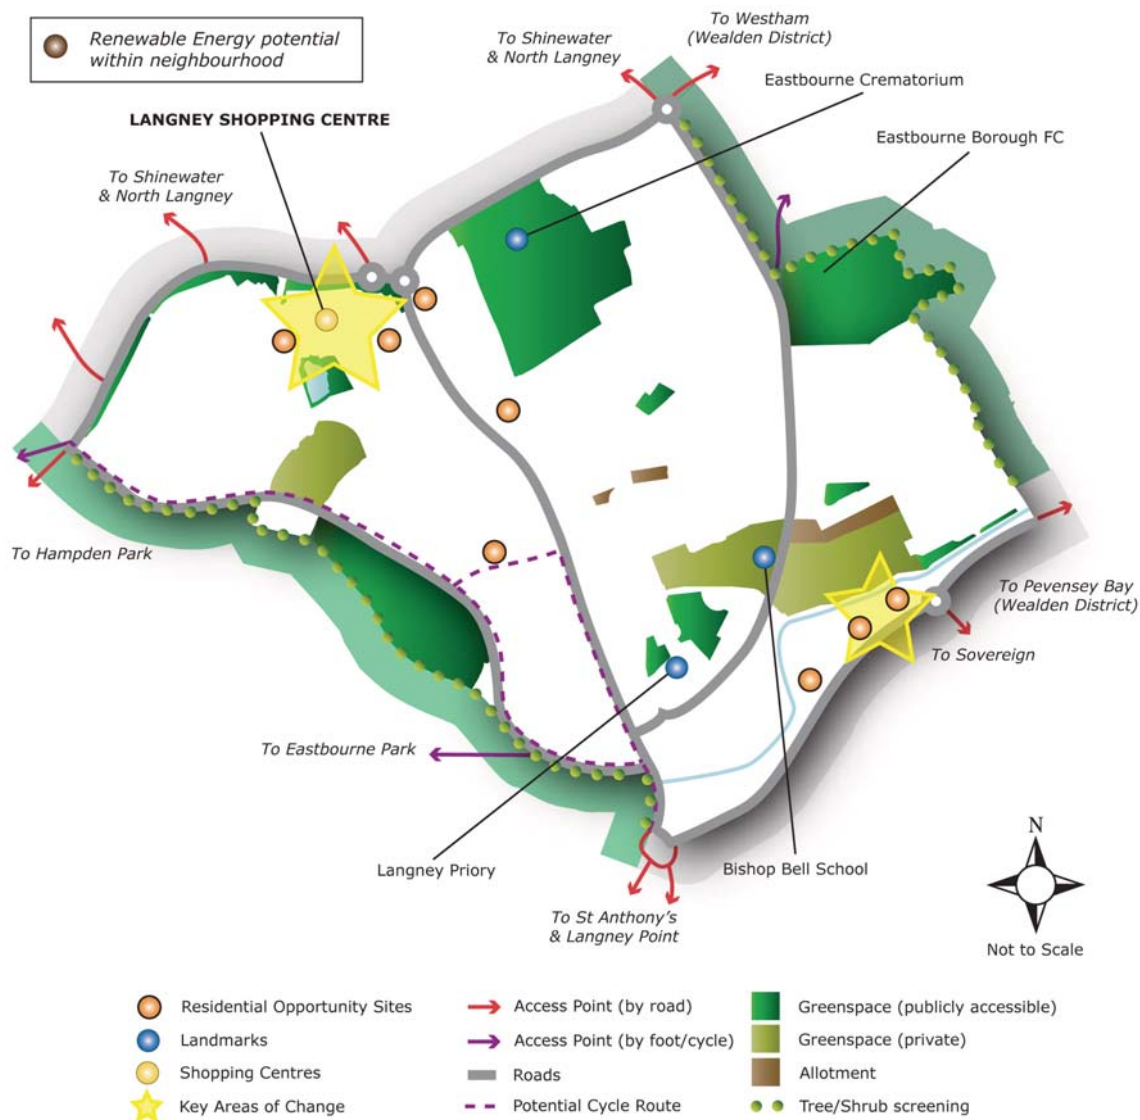 Renewable Energy potential
within neighbourhood
To Westham
(Wealden District)
To Shinewater
& North Langney
Eastbourne Crematorium
LANGNEY SHOPPING CENTRE
Eastbourne Borough FC
To Shinewater
& North Langney
To Hampden Park
To Pevensey Bay
(Wealden District)
To Sovereign
To Eastbourne Park
Langney Priory
Bishop Bell School
To St Anthony's
& Langney Point
N
Not to Scale
Residential Opportunity Sites
Landmarks
Shopping Centres
Key Areas of Change
Access Point (by road)
Access Point (by foot/cycle)
Roads
Potential Cycle Route
Greenspace (publicly accessible)
Greenspace (private)
Allotment
Tree/Shrub screening